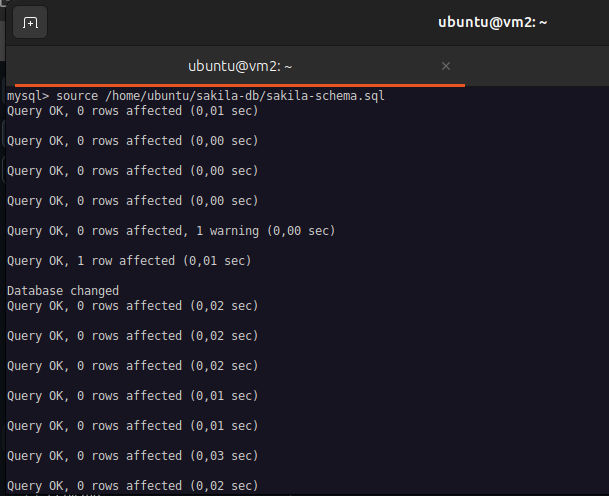 ubuntu@vm2: ~
ubuntu@vm2: ~
mysql> source /home/ubuntu/sakila-db/sakila-schema.sql
Query OK, 0 rows affected (0,01 sec)
Query OK, 0 rows affected (0,00 sec)
Query OK, 0 rows affected (0,00 sec)
Query OK, 0 rows affected (0,00 sec)
Query OK, 0 rows affected, 1 warning (0,00 sec)
Query OK, 1 row affected (0,01 sec)
Database changed
Query OK, 0 rows affected (0,02 sec)
Query OK, 0 rows affected (0,02 sec)
Query OK, 0 rows affected (0,02 sec)
Query OK, 0 rows affected (0,01 sec)
Query OK, 0 rows affected (0,01 sec)
Query OK, 0 rows affected (0,03 sec)
Query OK, 0 rows affected (0,02 sec)